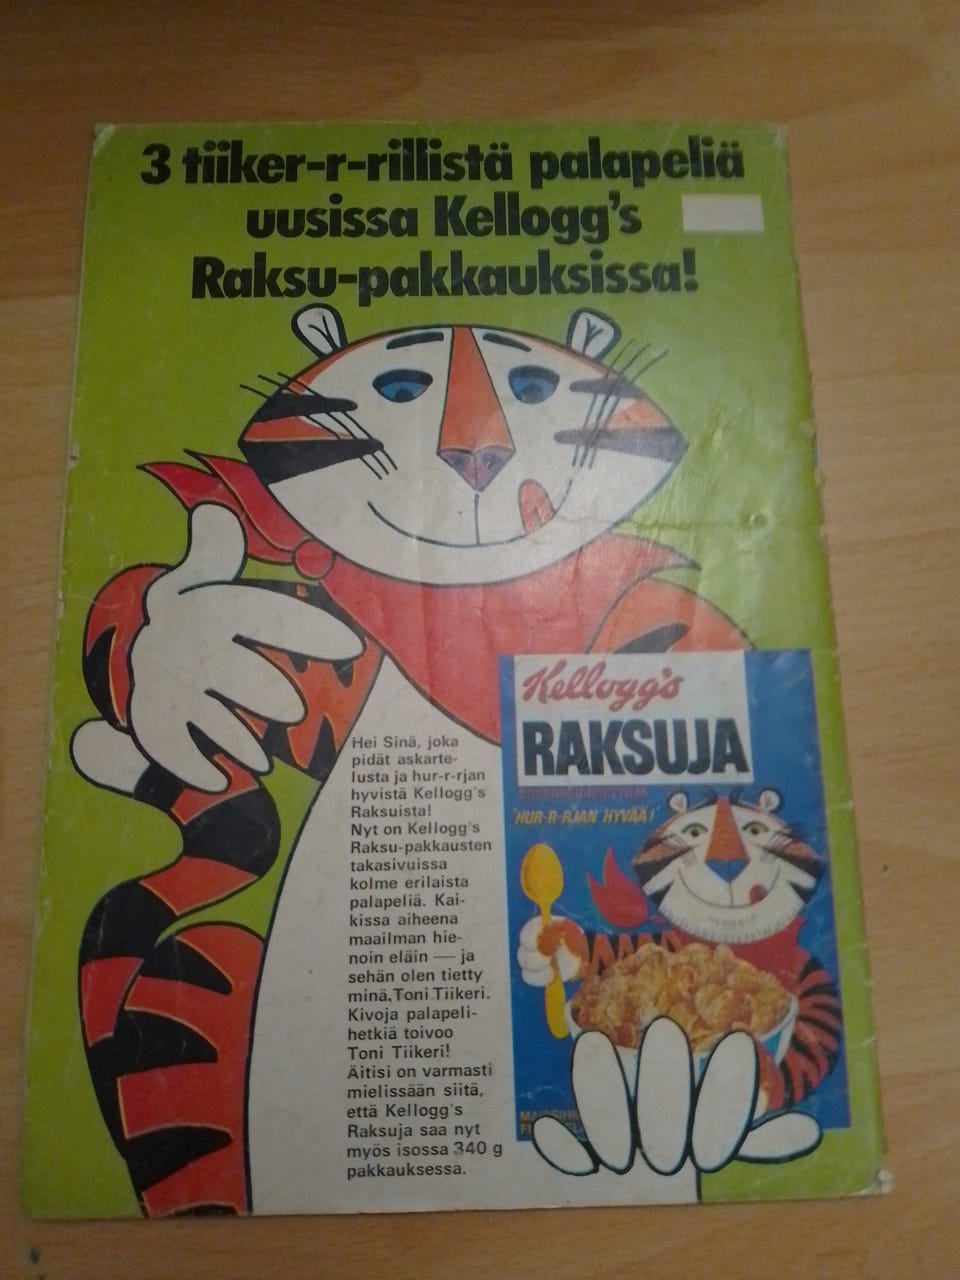 3 tiiker-r-rillistä palapeliä
uusissa Kellogg's
Raksu-pakkauksissa!
Hei Sinä, joka
pidät askarte-
lusta ja hur-r-rjan
hyvistä Kellogg's
Raksuista!
Nyt on Kellogg's
Raksu-pakkausten
takasivuissa
kolme erilaista
palapeliä. Kai-
kissa aiheena
maailman hie-
noin eläin — ja
sehän olen tietty
minä, Toni Tiikeri.
Kivoja palapeli-
hetkiä toivoo
Toni Tiikeri!
Äitisi on varmasti
mielissään siitä,
että Kellogg's
Raksuja saa nyt
myös isossa 340 g
pakkauksessa.
Kellogg's
RAKSUJA
'HUR-R-RJAN HYVÄÄ!'